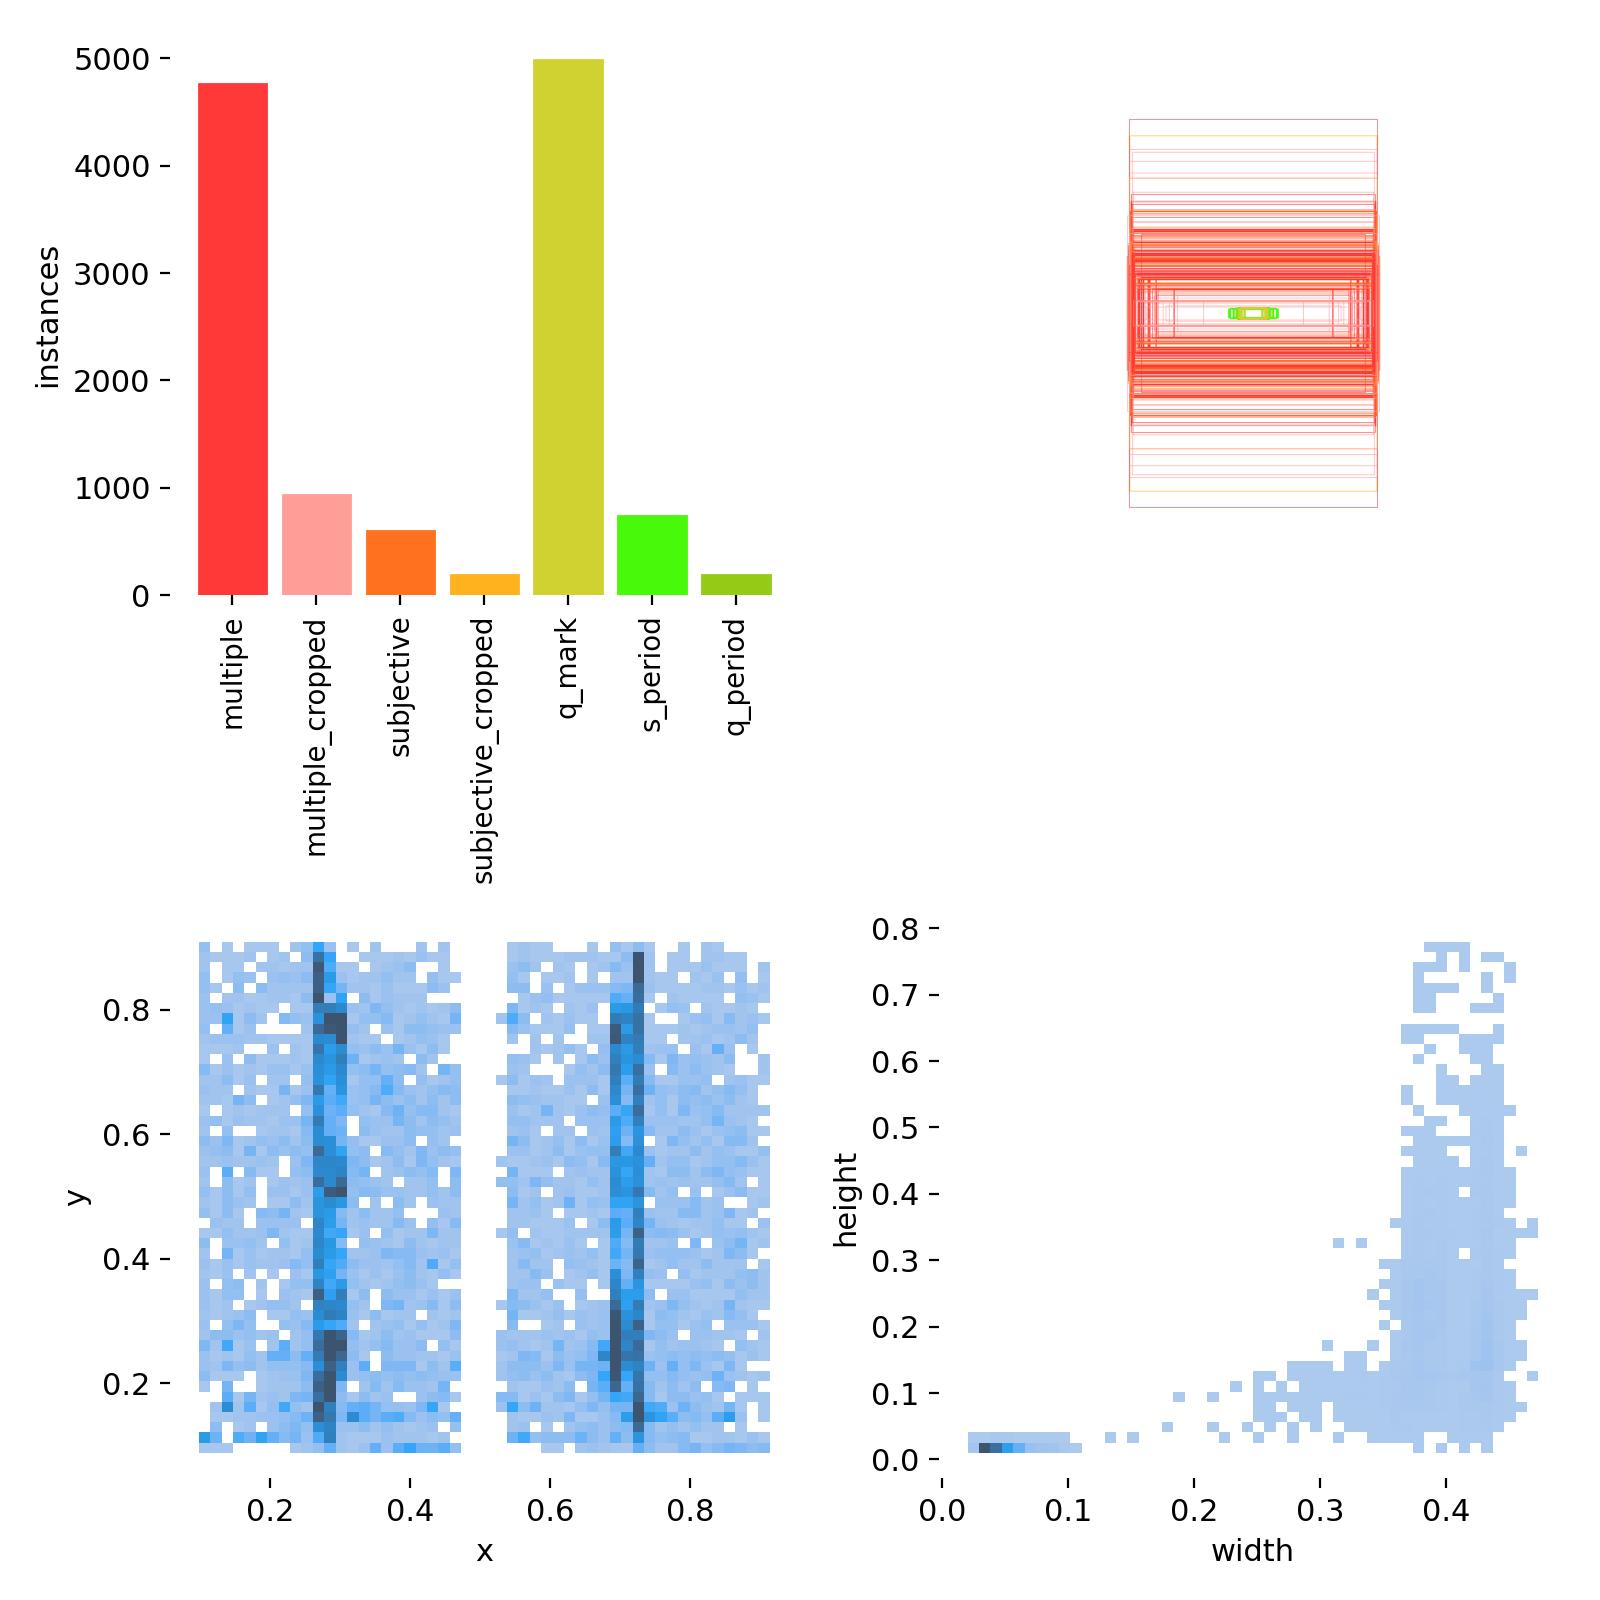 5000
4000
3000
2000
1000
0
instances
multiple
multiple_cropped
subjective
subjective_cropped
q_mark
s_period
q_period
0.8
0.6
0.4
0.2
y
0.2 0.4 0.6 0.8
x
0.8
0.7
0.6
0.5
0.4
0.3
0.2
0.1
0.0
height
0.0 0.1 0.2 0.3 0.4
width